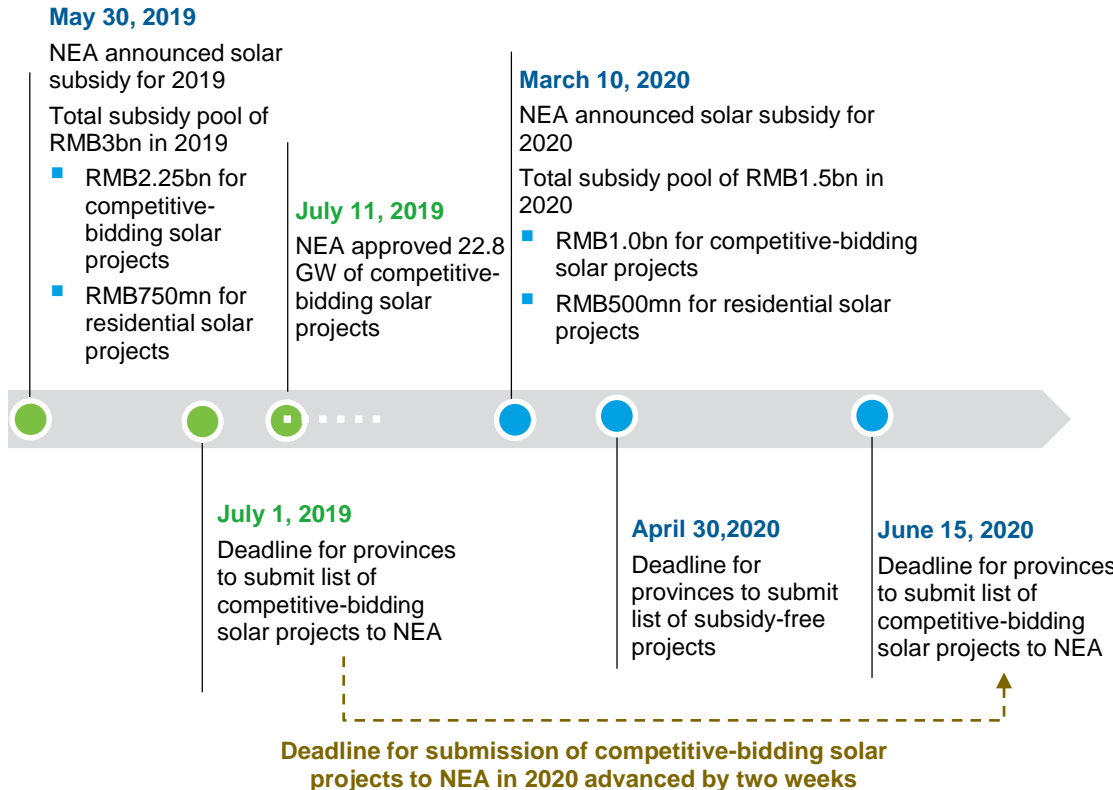 May 30, 2019
NEA announced solar
subsidy for 2019
Total subsidy pool of
RMB3bn in 2019
RMB2.25bn for
competitive-
bidding solar
projects
RMB750mn for
residential solar
projects
July 11, 2019
NEA approved 22.8
GW of competitive-
bidding solar
projects
March 10, 2020
NEA announced solar subsidy for
2020
Total subsidy pool of RMB1.5bn in
2020
RMB1.0bn for competitive-bidding
solar projects
RMB500mn for residential solar
projects
July 1, 2019
Deadline for provinces
to submit list of
competitive-bidding
solar projects to NEA
April 30,2020
Deadline for
provinces to submit
list of subsidy-free
projects
June 15, 2020
Deadline for provinces
to submit list of
competitive-bidding
solar projects to NEA
Deadline for submission of competitive-bidding solar
projects to NEA in 2020 advanced by two weeks